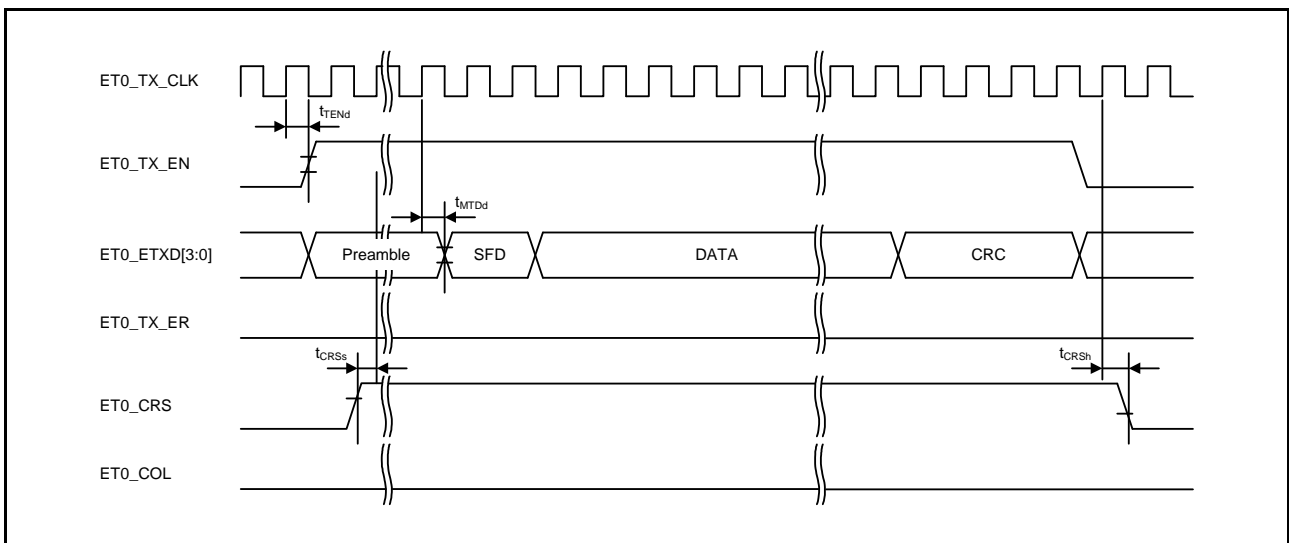 ET0_TX_CLK
tTENd
ET0_TX_EN
tMTDd
ET0_ETXD[3:0] Preamble SFD DATA CRC
ET0_TX_ER
tCRSs tCRSh
ET0_CRS
ET0_COL